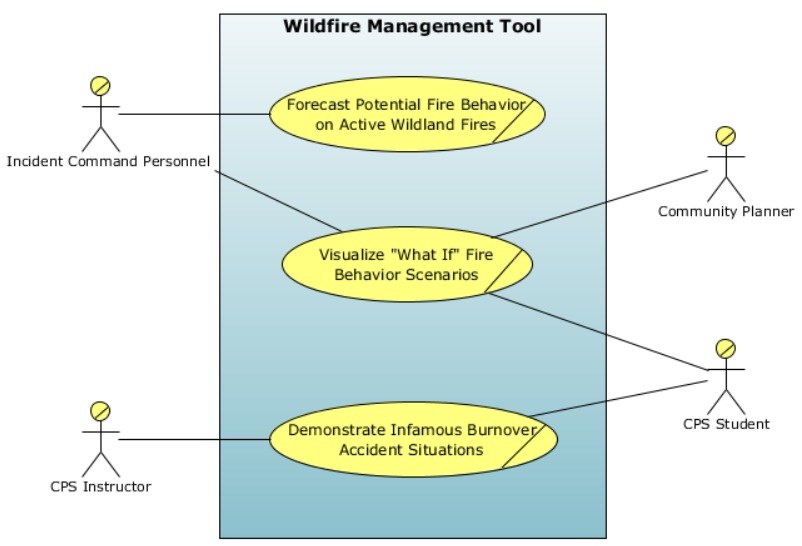 Wildfire Management Tool
Forecast Potential Fire Behavior
on Active Wildland Fires
Incident Command Personnel
Community Planner
Visualize "What If" Fire
Behavior Scenarios
CPS Student
Demonstrate Infamous Burnover
Accident Situations
CPS Instructor